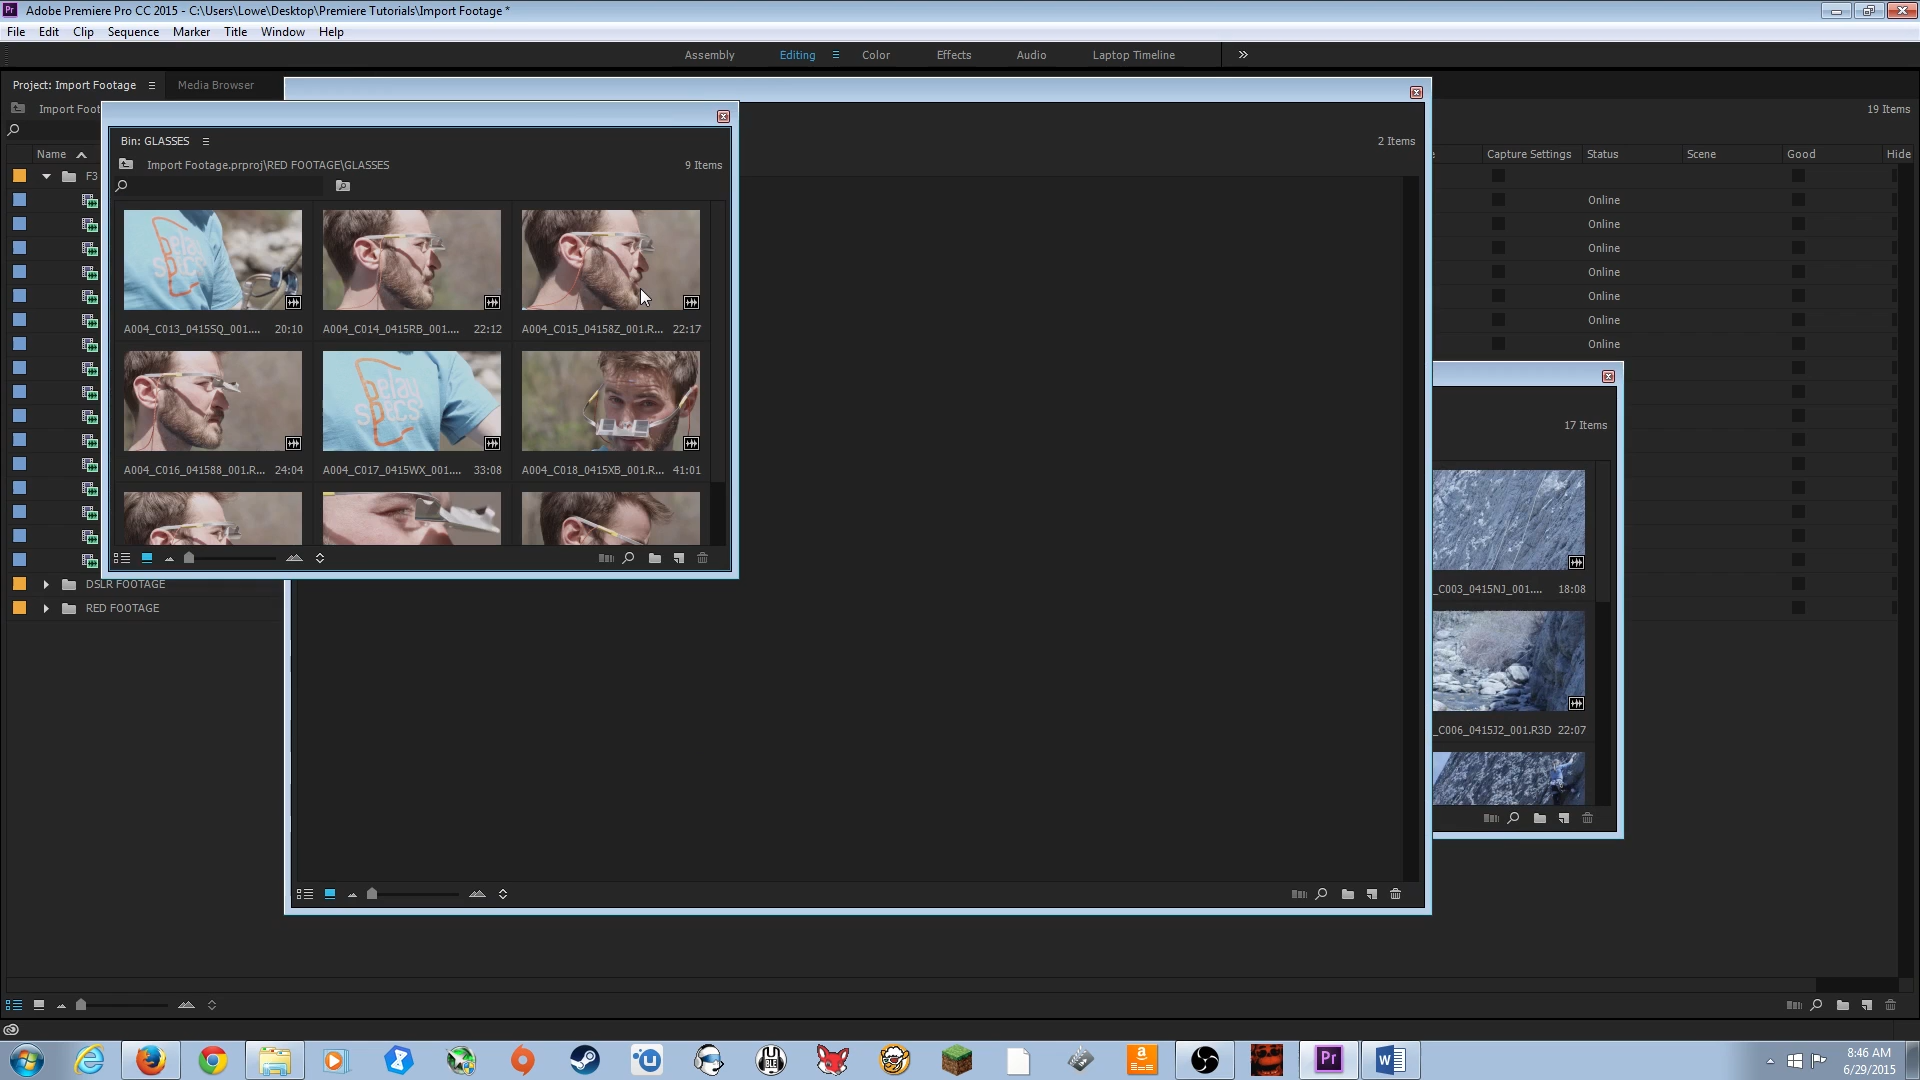 Adobe Premiere Pro CC 2015 - C:\Users\Lowe\Desktop\Premiere Tutorials\Import Footage *
File Edit Clip Sequence Marker Title Window Help
Assembly Editing Color Effects Audio Laptop Timeline
Project: Import Footage Media Browser
Import Foot
19 Items
Name
Capture Settings Status Scene Good Hide
F3
Online
Online
Online
Online
Online
Online
Online
DSLR FOOTAGE
RED FOOTAGE
2 Items
Bin: GLASSES
Import Footage.prproj\RED FOOTAGE\GLASSES 9 Items
A004_C013_0415SQ_001.... 20:10 A004_C014_0415RB_001.... 22:12 A004_C015_04158Z_001.R... 22:17
A004_C016_041588_001.R... 24:04 A004_C017_0415WX_001.... 33:08 A004_C018_0415XB_001.R... 41:01
17 Items
_C003_0415NJ_001.... 18:08
_C006_0415J2_001.R3D 22:07
8:46 AM
6/29/2015